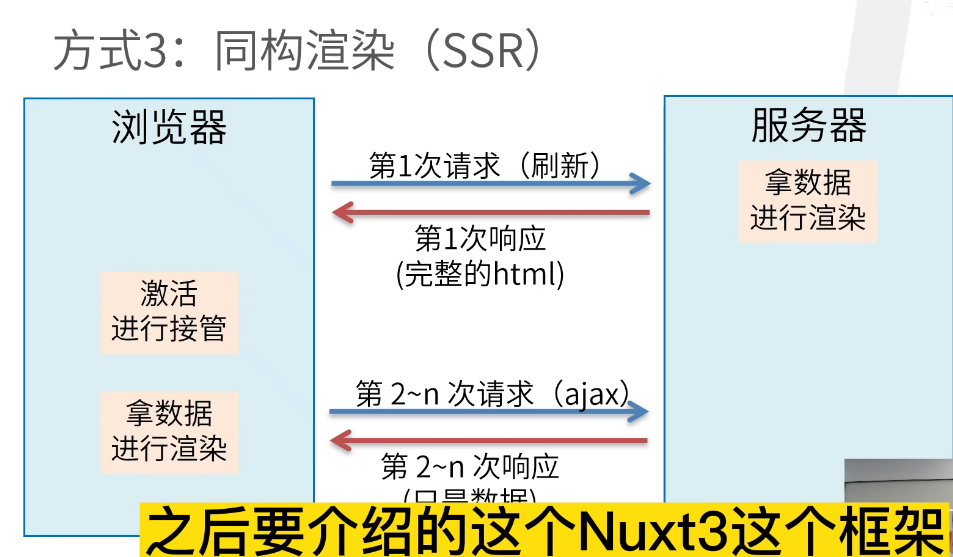 方式3：同构渲染（SSR）
浏览器
服务器
第1次请求（刷新）
拿数据
进行渲染
第1次响应
(完整的html)
激活
进行接管
第 2~n 次请求（ajax）
拿数据
进行渲染
第 2~n 次响应
(只是数据)
之后要介绍的这个Nuxt3这个框架